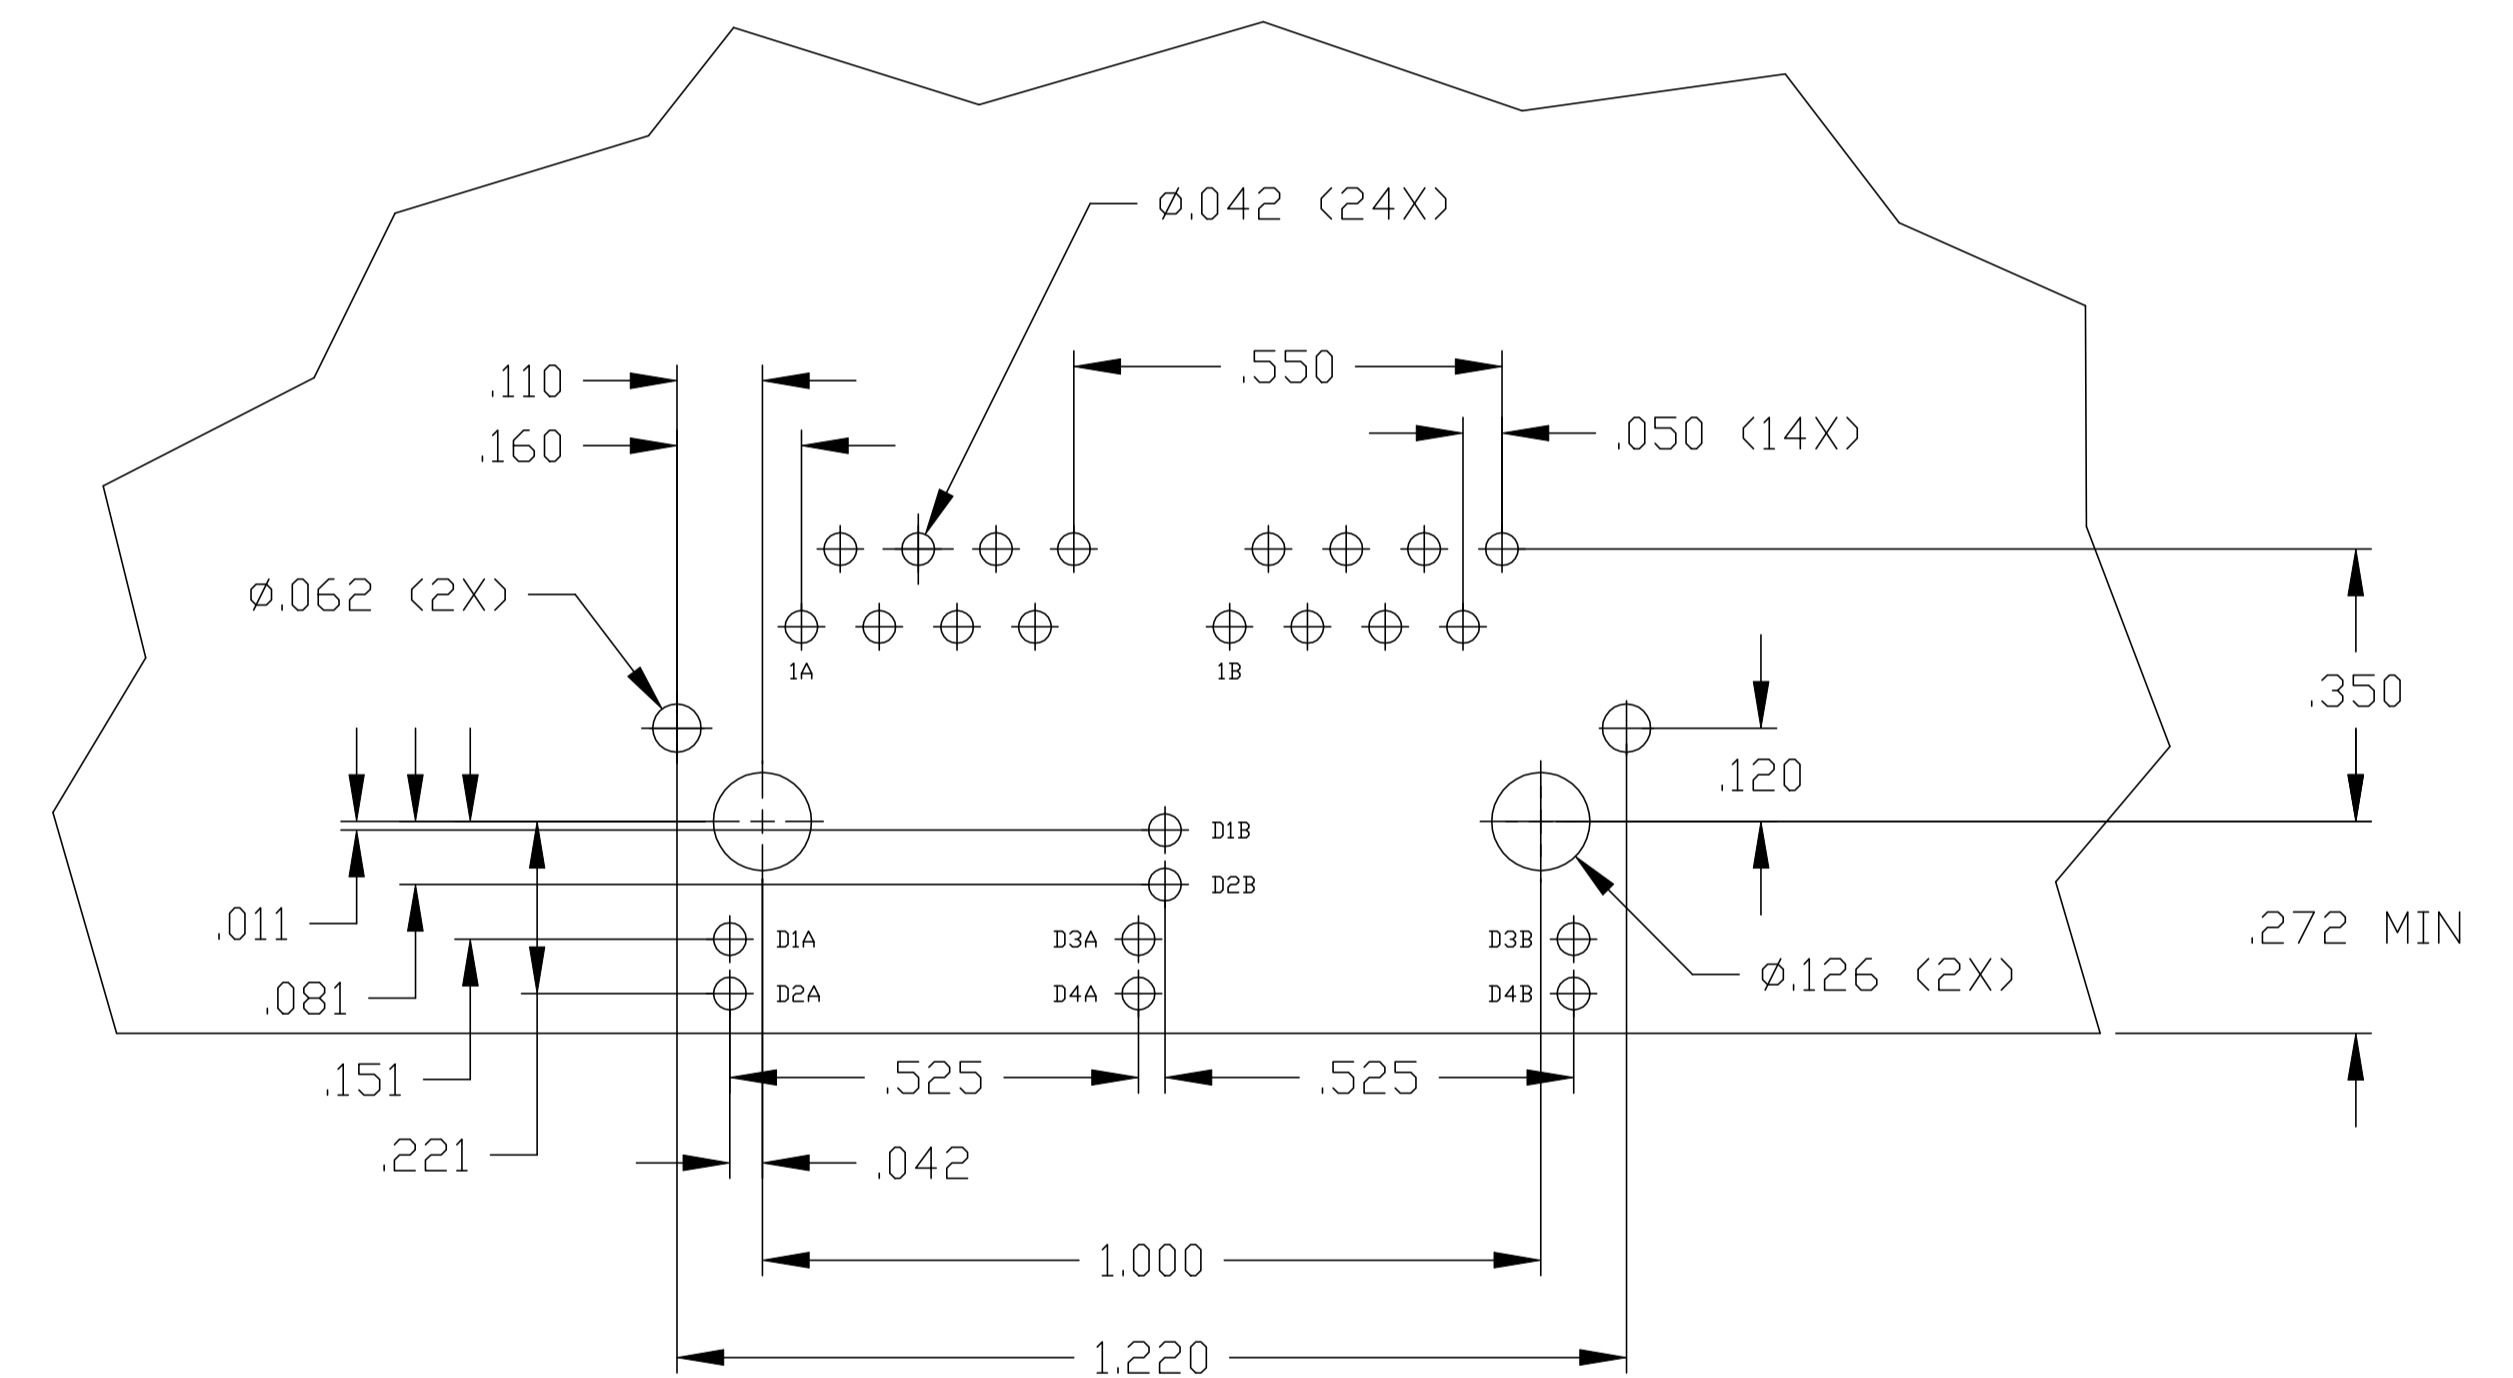 Ø.042 (24X)
.110
.550
.160
.050 (14X)
Ø.062 (2X)
1A
1B
.350
.120
D1B
D2B
.011
D1A
D3A
D3B
.272 MIN
Ø.126 (2X)
.081
D2A
D4A
D4B
.151
.525
.525
.221
.042
1.000
1.220